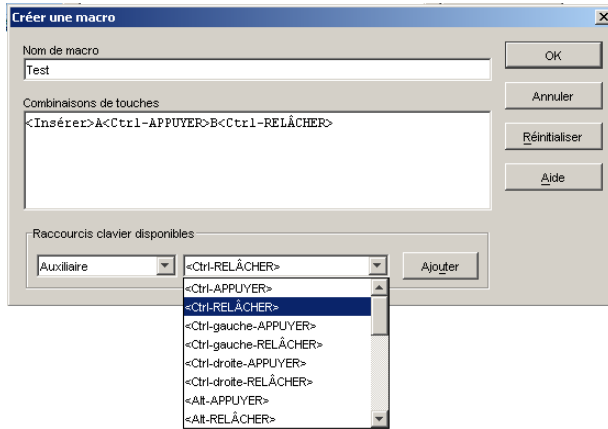 Créer une macro
Nom de macro
Test
OK
Annuler
Combinaisons de touches
<Insérer>A<Ctrl-APPUYER>B<Ctrl-RELÂCHER>
Réinitialiser
Aide
Raccourcis clavier disponibles
Auxiliaire
<Ctrl-RELÂCHER>
Ajouter
<Ctrl-APPUYER>
<Ctrl-RELÂCHER>
<Ctrl-gauche-APPUYER>
<Ctrl-gauche-RELÂCHER>
<Ctrl-droite-APPUYER>
<Ctrl-droite-RELÂCHER>
<Alt-APPUYER>
<Alt-RELÂCHER>